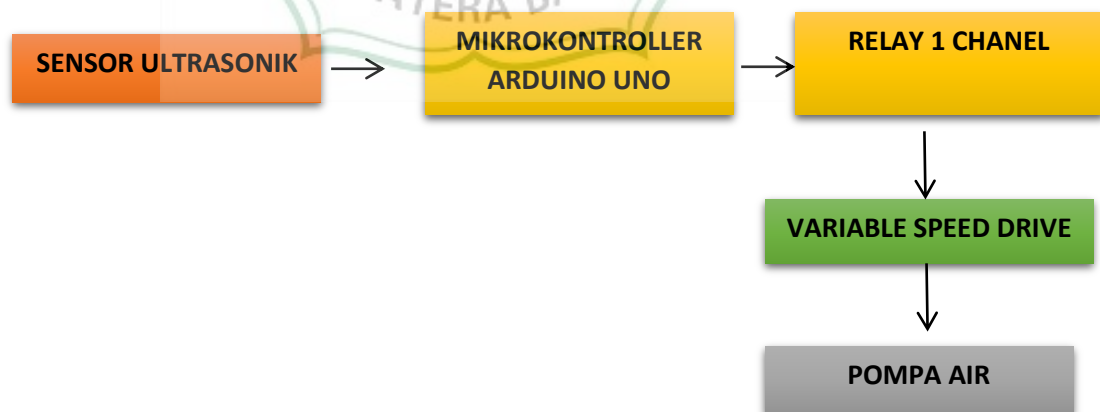 SENSOR ULTRASONIK
MIKROKONTROLLER
ARDUINO UNO
RELAY 1 CHANEL
VARIABLE SPEED DRIVE
POMPA AIR